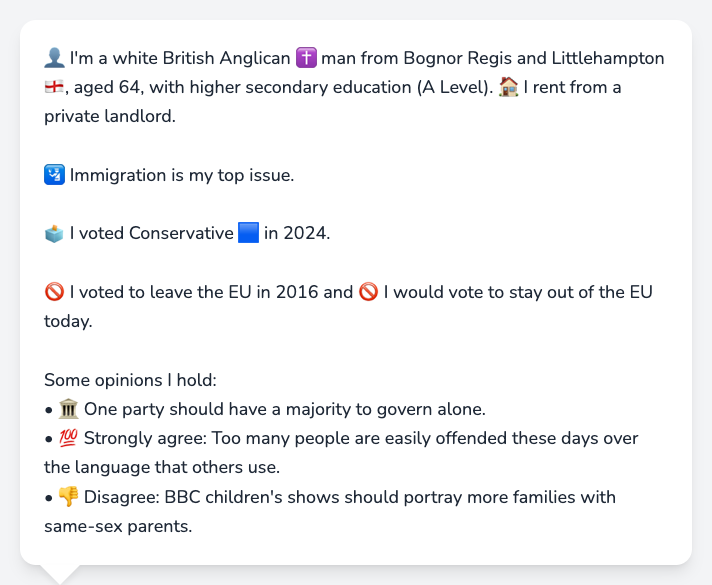 👤 I'm a white British Anglican ✝️ man from Bognor Regis and Littlehampton
🏴󠁧󠁢󠁥󠁮󠁧󠁿, aged 64, with higher secondary education (A Level). 🏠 I rent from a
private landlord.
🛂 Immigration is my top issue.
🗳️ I voted Conservative 🟦 in 2024.
🚫 I voted to leave the EU in 2016 and 🚫 I would vote to stay out of the EU
today.
Some opinions I hold:
• 🏛️ One party should have a majority to govern alone.
• 💯 Strongly agree: Too many people are easily offended these days over
the language that others use.
• 👎 Disagree: BBC children's shows should portray more families with
same-sex parents.